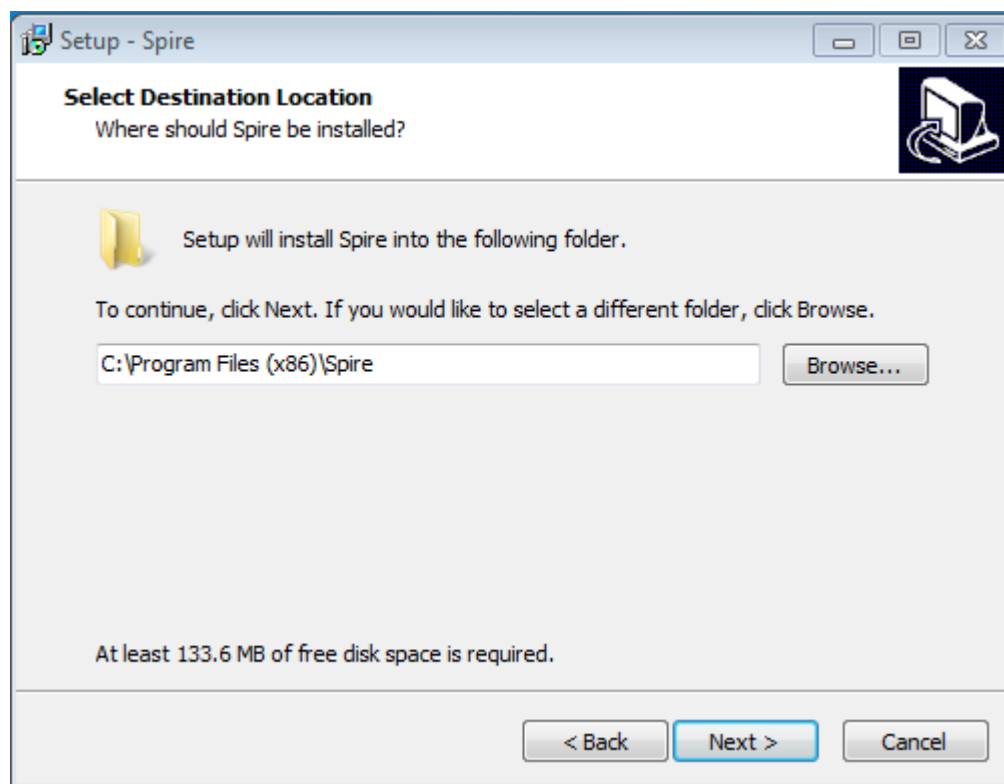 Setup - Spire
Select Destination Location
Where should Spire be installed?
Setup will install Spire into the following folder.
To continue, click Next. If you would like to select a different folder, click Browse.
C:\Program Files (x86)\Spire
Browse...
At least 133.6 MB of free disk space is required.
< Back
Next >
Cancel